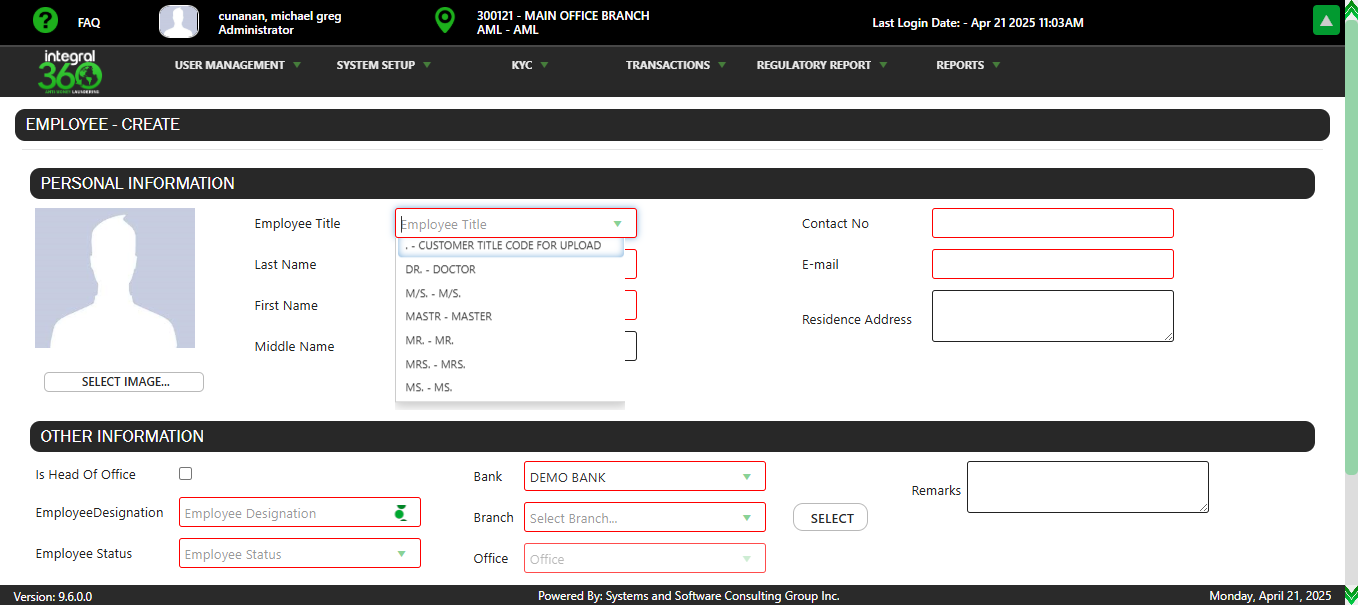 FAQ
cunanan, michael greg
Administrator
300121 - MAIN OFFICE BRANCH
AML - AML
Last Login Date: - Apr 21 2025 11:03AM
integral
360
ANTI MONEY LAUNDERING
USER MANAGEMENT
SYSTEM SETUP
KYC
TRANSACTIONS
REGULATORY REPORT
REPORTS
EMPLOYEE - CREATE
PERSONAL INFORMATION
SELECT IMAGE...
Employee Title
Employee Title
. - CUSTOMER TITLE CODE FOR UPLOAD
DR. - DOCTOR
M/S. - M/S.
MASTR - MASTER
MR. - MR.
MRS. - MRS.
MS. - MS.
Last Name
First Name
Middle Name
Contact No
E-mail
Residence Address
OTHER INFORMATION
Is Head Of Office
EmployeeDesignation
Employee Designation
Employee Status
Employee Status
Bank
DEMO BANK
Branch
Select Branch...
SELECT
Office
Office
Remarks
Version: 9.6.0.0
Powered By: Systems and Software Consulting Group Inc.
Monday, April 21, 2025